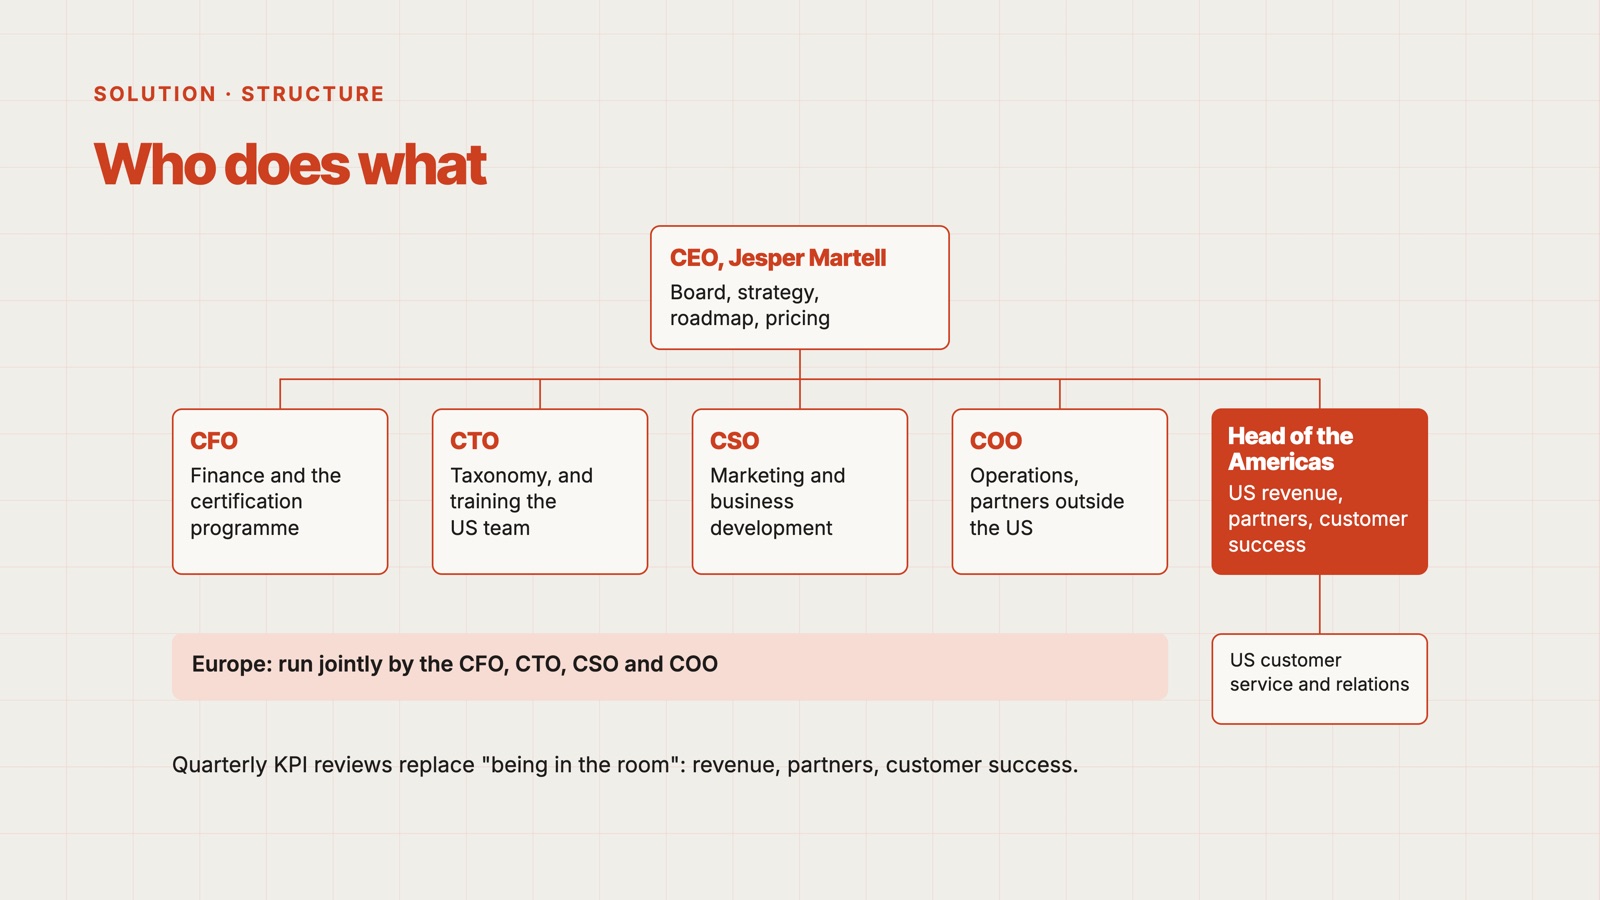 SOLUTION · STRUCTURE
Who does what
CEO, Jesper Martell
Board, strategy,
roadmap, pricing
CFO
Finance and the
certification
programme
CTO
Taxonomy, and
training the
US team
CSO
Marketing and
business
development
COO
Operations,
partners outside
the US
Head of the
Americas
US revenue,
partners, customer
success
Europe: run jointly by the CFO, CTO, CSO and COO
US customer
service and relations
Quarterly KPI reviews replace "being in the room": revenue, partners, customer success.